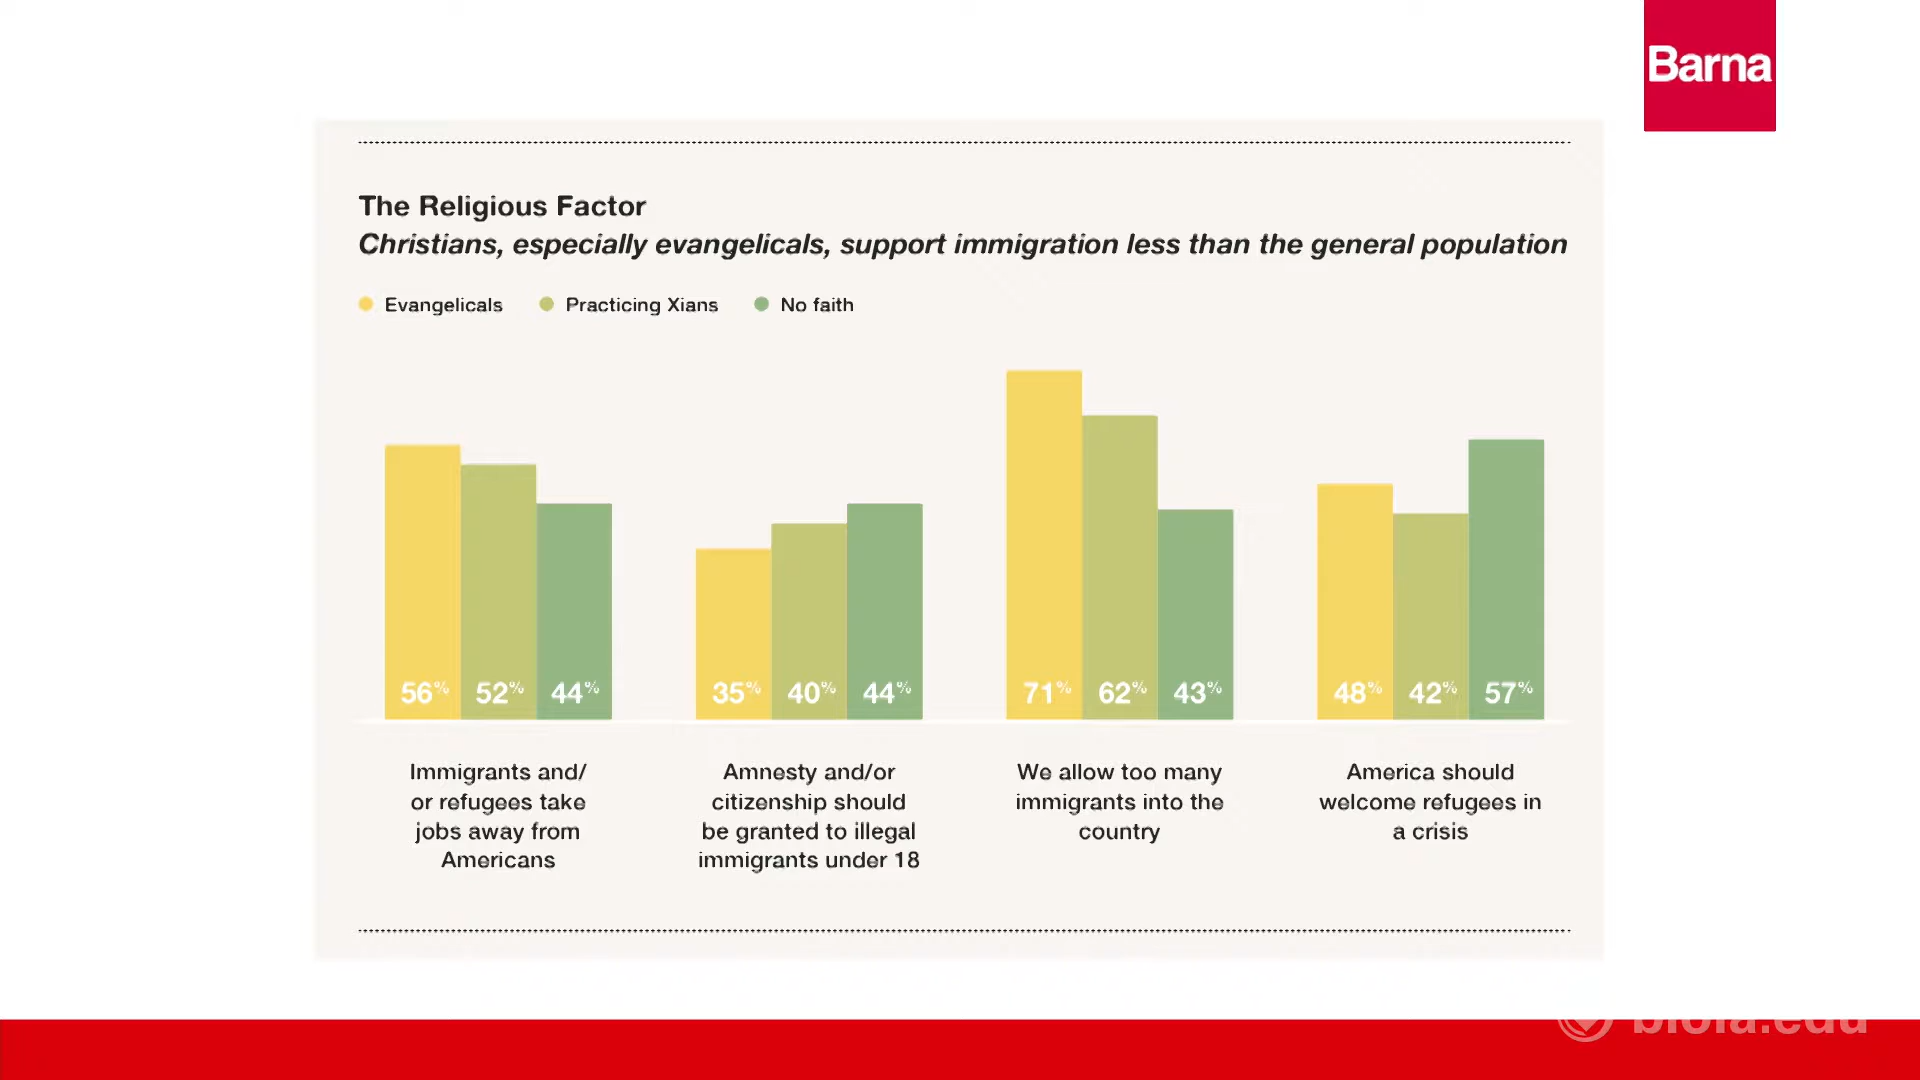 Barna
The Religious Factor
Christians, especially evangelicals, support immigration less than the general population
Evangelicals
Practicing Xians
No faith
56% 52% 44%
35% 40% 44%
71% 62% 43%
48% 42% 57%
Immigrants and/
or refugees take
jobs away from
Americans
Amnesty and/or
citizenship should
be granted to illegal
immigrants under 18
We allow too many
immigrants into the
country
America should
welcome refugees in
a crisis
biola.edu